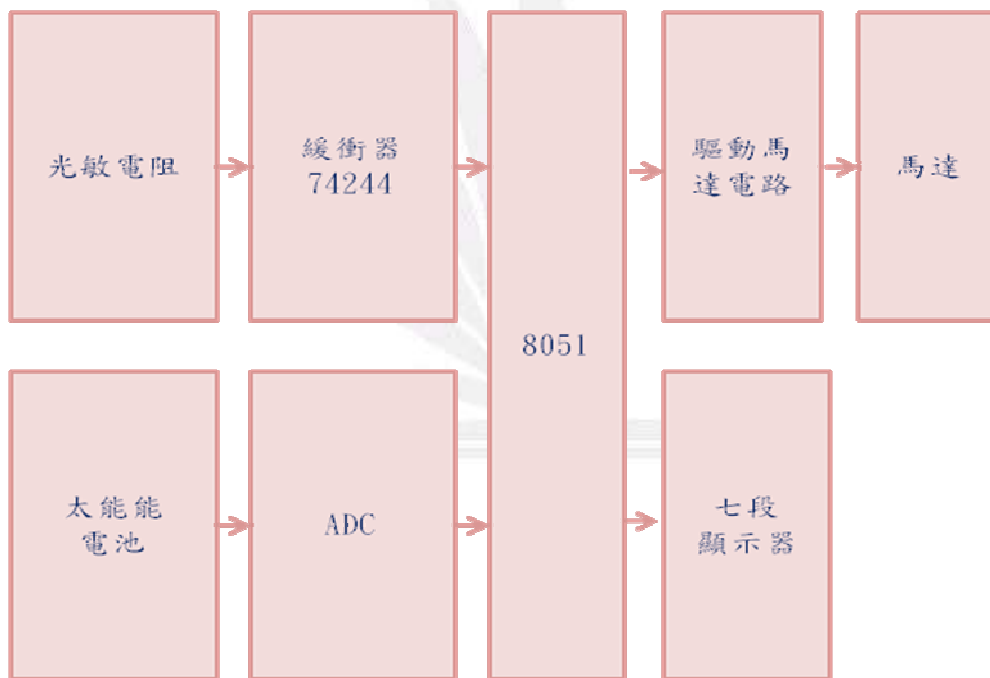 光敏電阻
緩衝器
74244
驅動馬
達電路
馬達
8051
太能能
電池
ADC
七段
顯示器